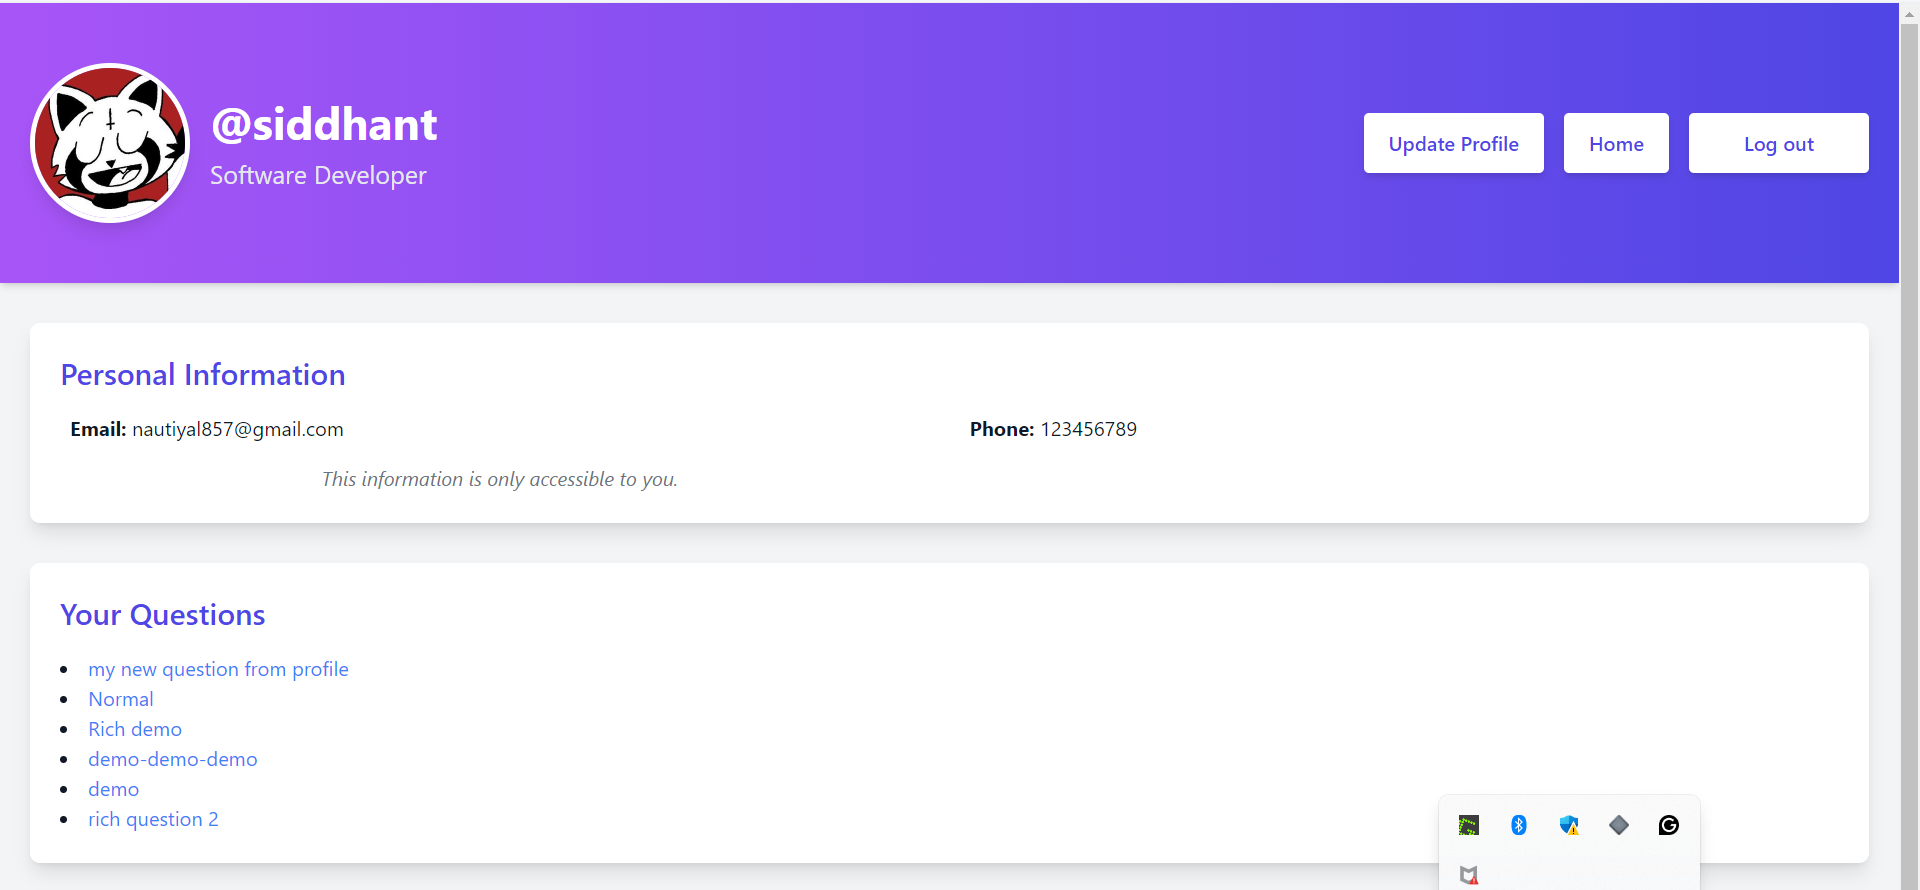 @siddhant
Software Developer
Update Profile
Home
Log out
Personal Information
Email: nautiyal857@gmail.com
Phone: 123456789
This information is only accessible to you.
Your Questions
my new question from profile
Normal
Rich demo
demo-demo-demo
demo
rich question 2